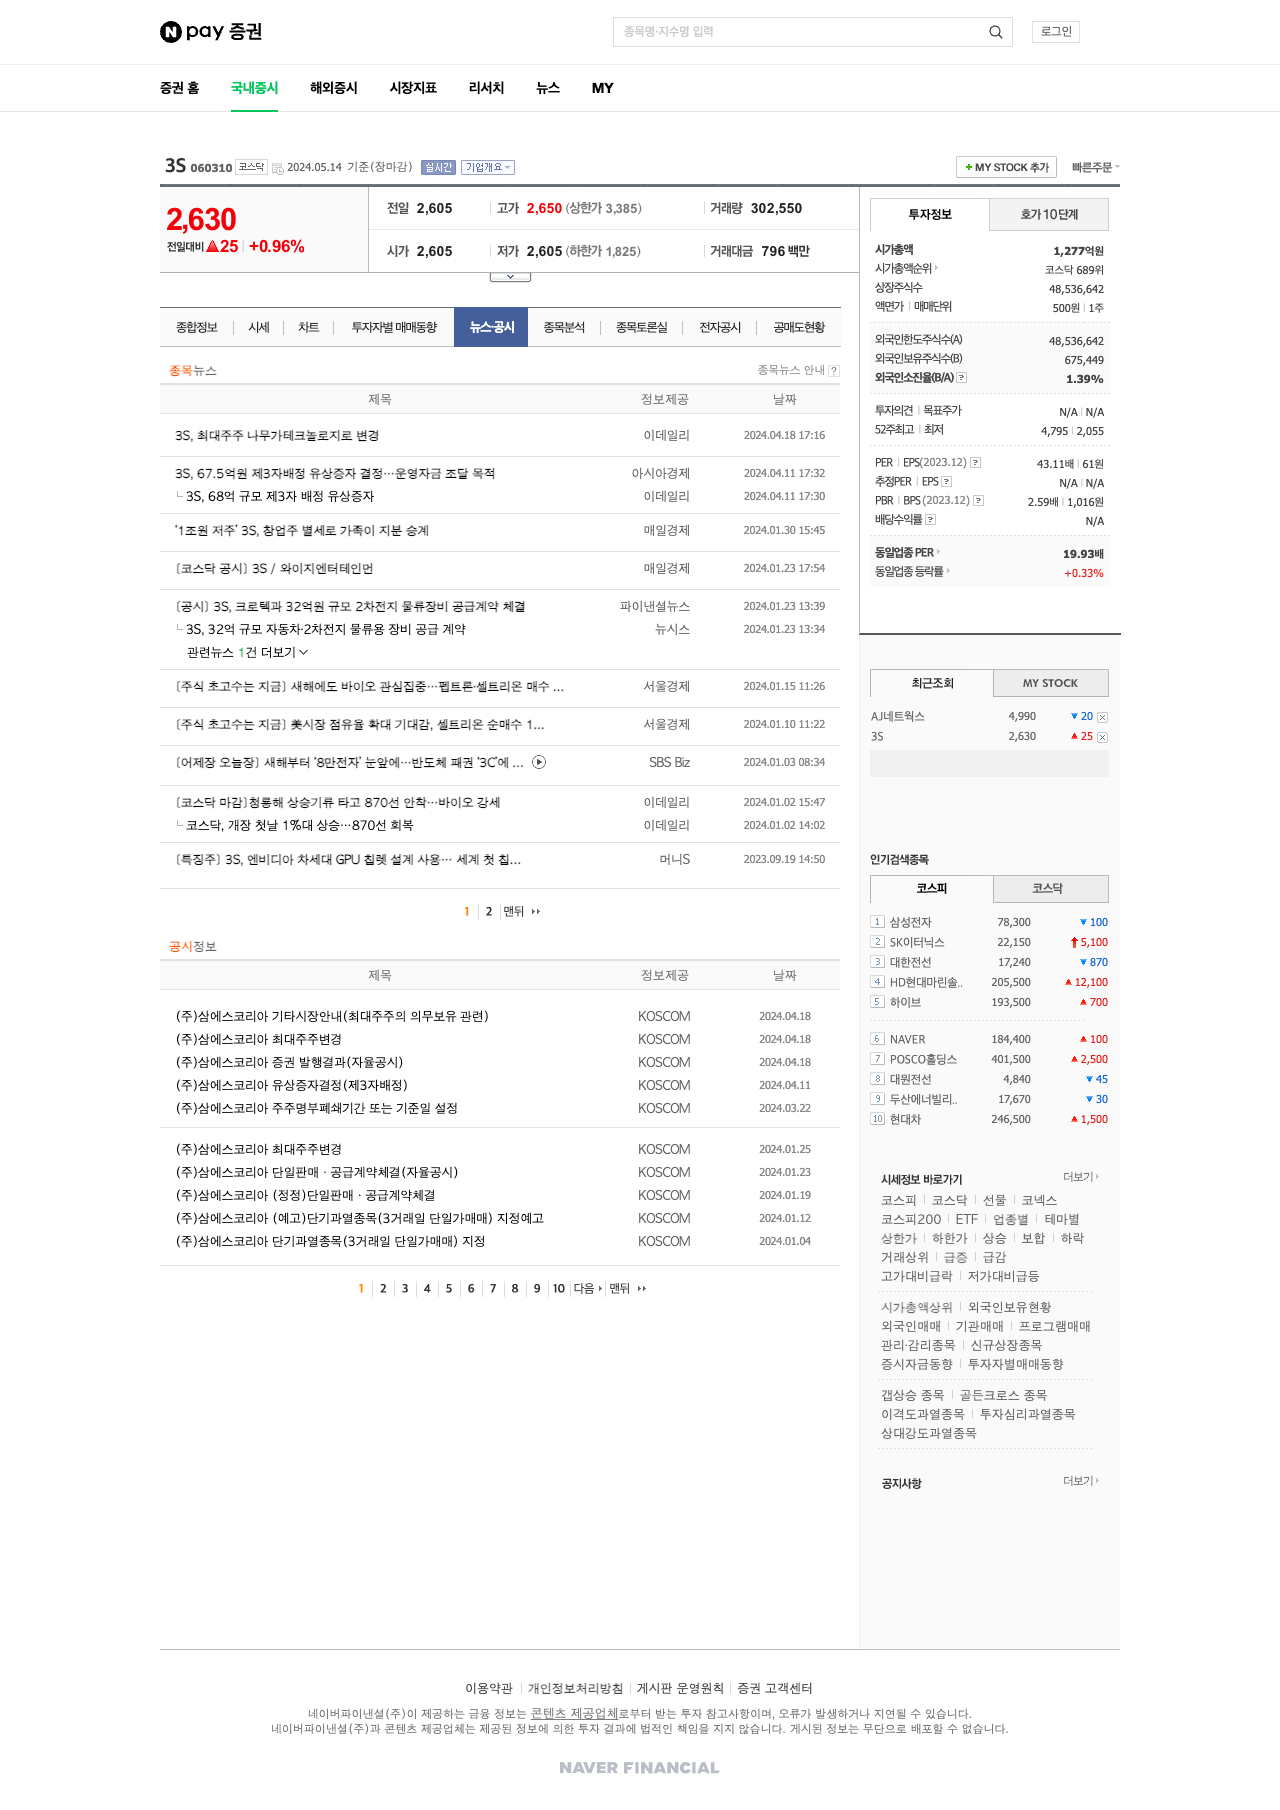 N pay 증권
종목명·지수명 입력
로그인
증권 홈 국내증시 해외증시 시장지표 리서치 뉴스 MY
3S 060310 코스닥 2024.05.14 기준(장마감) 실시간 기업개요
+ MY STOCK 추가 빠른주문
2,630
전일대비 25 +0.96%
전일 2,605 고가 2,650 (상한가 3,385) 거래량 302,550
시가 2,605 저가 2,605 (하한가 1,825) 거래대금 796 백만
종합정보 시세 차트 투자자별 매매동향 뉴스·공시 종목분석 종목토론실 전자공시 공매도현황
종목뉴스 종목뉴스 안내 ?
제목 정보제공 날짜
3S, 최대주주 나무가테크놀로지로 변경 이데일리 2024.04.18 17:16
3S, 67.5억원 제3자배정 유상증자 결정…운영자금 조달 목적 아시아경제 2024.04.11 17:32
3S, 68억 규모 제3자 배정 유상증자 이데일리 2024.04.11 17:30
‘1조원 저주’ 3S, 창업주 별세로 가족이 지분 승계 매일경제 2024.01.30 15:45
[코스닥 공시] 3S / 와이지엔터테인먼 매일경제 2024.01.23 17:54
[공시] 3S, 크로텍과 32억원 규모 2차전지 물류장비 공급계약 체결 파이낸셜뉴스 2024.01.23 13:39
3S, 32억 규모 자동차·2차전지 물류용 장비 공급 계약 뉴시스 2024.01.23 13:34
관련뉴스 1건 더보기
[주식 초고수는 지금] 새해에도 바이오 관심집중…펩트론·셀트리온 매수 ... 서울경제 2024.01.15 11:26
[주식 초고수는 지금] 美시장 점유율 확대 기대감, 셀트리온 순매수 1... 서울경제 2024.01.10 11:22
[어제장 오늘장] 새해부터 ‘8만전자’ 눈앞에…반도체 패권 ‘3C’에 ... SBS Biz 2024.01.03 08:34
[코스닥 마감]청룡해 상승기류 타고 870선 안착…바이오 강세 이데일리 2024.01.02 15:47
코스닥, 개장 첫날 1%대 상승…870선 회복 이데일리 2024.01.02 14:02
[특징주] 3S, 엔비디아 차세대 GPU 칩렛 설계 사용… 세계 첫 칩... 머니S 2023.09.19 14:50
1 2 맨뒤
공시정보
제목 정보제공 날짜
(주)삼에스코리아 기타시장안내(최대주주의 의무보유 관련) KOSCOM 2024.04.18
(주)삼에스코리아 최대주주변경 KOSCOM 2024.04.18
(주)삼에스코리아 증권 발행결과(자율공시) KOSCOM 2024.04.18
(주)삼에스코리아 유상증자결정(제3자배정) KOSCOM 2024.04.11
(주)삼에스코리아 주주명부폐쇄기간 또는 기준일 설정 KOSCOM 2024.03.22
(주)삼에스코리아 최대주주변경 KOSCOM 2024.01.25
(주)삼에스코리아 단일판매ㆍ공급계약체결(자율공시) KOSCOM 2024.01.23
(주)삼에스코리아 (정정)단일판매ㆍ공급계약체결 KOSCOM 2024.01.19
(주)삼에스코리아 (예고)단기과열종목(3거래일 단일가매매) 지정예고 KOSCOM 2024.01.12
(주)삼에스코리아 단기과열종목(3거래일 단일가매매) 지정 KOSCOM 2024.01.04
1 2 3 4 5 6 7 8 9 10 다음 맨뒤
투자정보 호가10단계
시가총액 1,277억원
시가총액순위 코스닥 689위
상장주식수 48,536,642
액면가 매매단위 500원 1주
외국인한도주식수(A) 48,536,642
외국인보유주식수(B) 675,449
외국인소진율(B/A) ? 1.39%
투자의견 목표주가 N/A N/A
52주최고 최저 4,795 2,055
PER EPS(2023.12) ? 43.11배 61원
추정PER EPS ? N/A N/A
PBR BPS (2023.12) ? 2.59배 1,016원
배당수익률 ? N/A
동일업종 PER 19.93배
동일업종 등락률 +0.33%
최근조회 MY STOCK
AJ네트웍스 4,990 20
3S 2,630 25
인기검색종목
코스피 코스닥
1 삼성전자 78,300 100
2 SK이터닉스 22,150 5,100
3 대한전선 17,240 870
4 HD현대마린솔.. 205,500 12,100
5 하이브 193,500 700
6 NAVER 184,400 100
7 POSCO홀딩스 401,500 2,500
8 대원전선 4,840 45
9 두산에너빌리.. 17,670 30
10 현대차 246,500 1,500
시세정보 바로가기 더보기
코스피 코스닥 선물 코넥스
코스피200 ETF 업종별 테마별
상한가 하한가 상승 보합 하락
거래상위 급증 급감
고가대비급락 저가대비급등
시가총액상위 외국인보유현황
외국인매매 기관매매 프로그램매매
관리·감리종목 신규상장종목
증시자금동향 투자자별매매동향
갭상승 종목 골든크로스 종목
이격도과열종목 투자심리과열종목
상대강도과열종목
공지사항 더보기
이용약관 개인정보처리방침 게시판 운영원칙 증권 고객센터
네이버파이낸셜(주)이 제공하는 금융 정보는 콘텐츠 제공업체로부터 받는 투자 참고사항이며, 오류가 발생하거나 지연될 수 있습니다.
네이버파이낸셜(주)과 콘텐츠 제공업체는 제공된 정보에 의한 투자 결과에 법적인 책임을 지지 않습니다. 게시된 정보는 무단으로 배포할 수 없습니다.
NAVER FINANCIAL